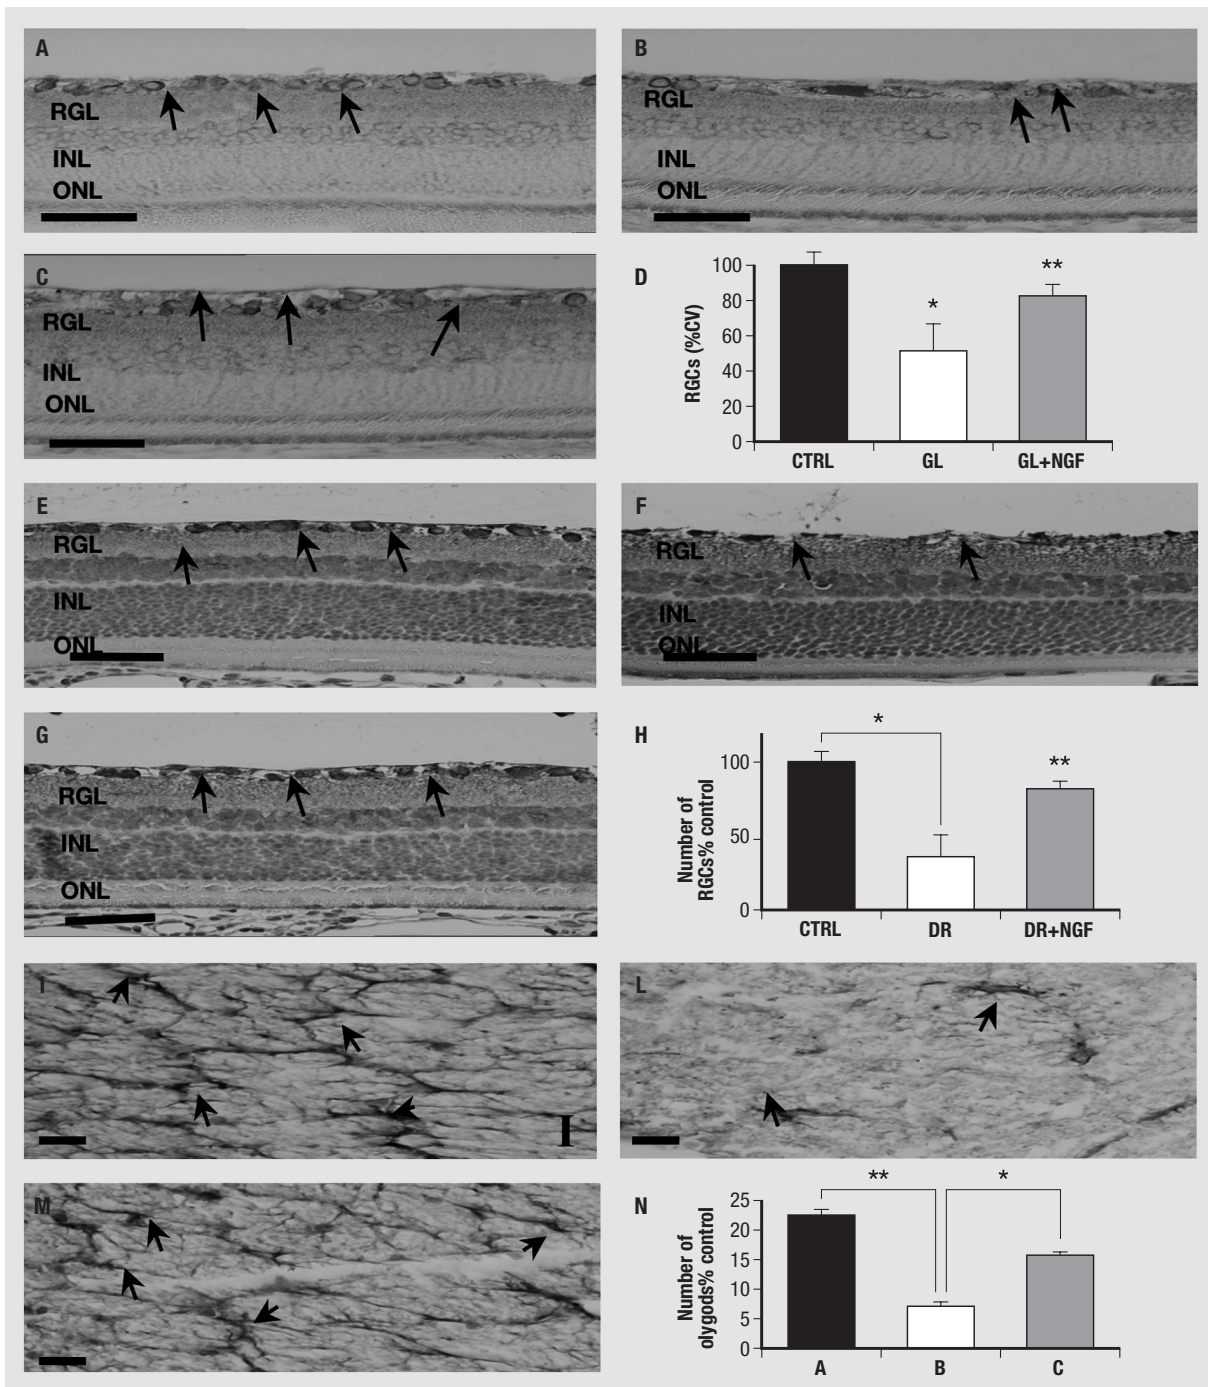 A
RGL
INL
ONL
B
RGL
INL
ONL
C
RGL
INL
ONL
D
RGCs (%CV)
100
80
60
40
20
0
*
**
CTRL GL GL+NGF
E
RGL
INL
ONL
F
RGL
INL
ONL
G
RGL
INL
ONL
H
Number of
RGCs% control
100
50
0
*
**
CTRL DR DR+NGF
I
I
L
M
N
Number of
olygods% control
25
20
15
10
5
0
**
*
A B C